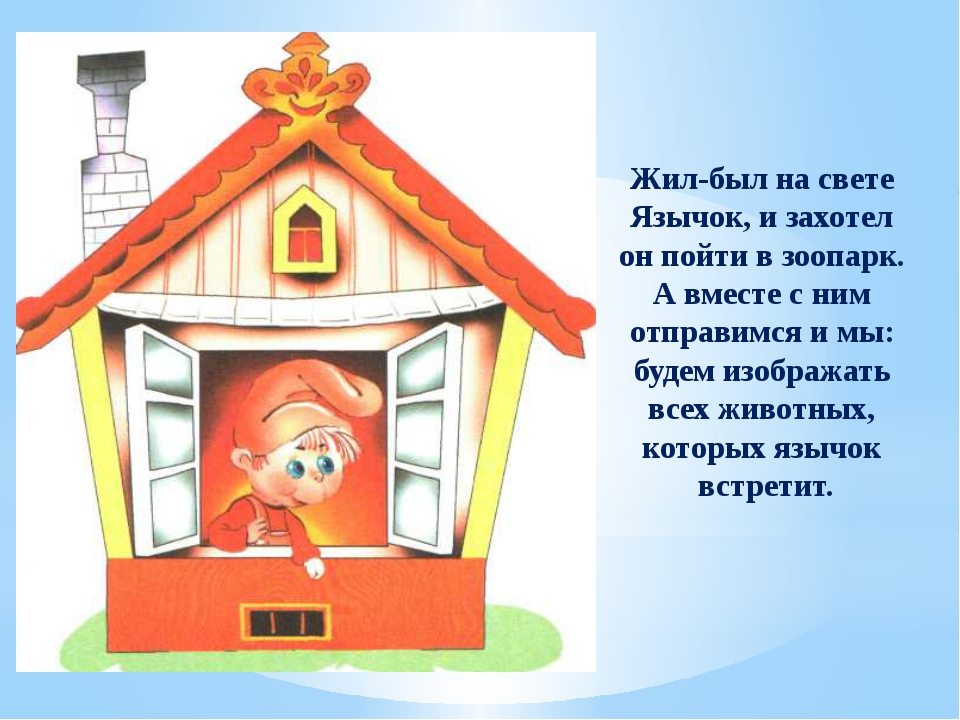 Жил-был на свете
Язычок, и захотел
он пойти в зоопарк.
А вместе с ним
отправимся и мы:
будем изображать
всех животных,
которых язычок
встретит.